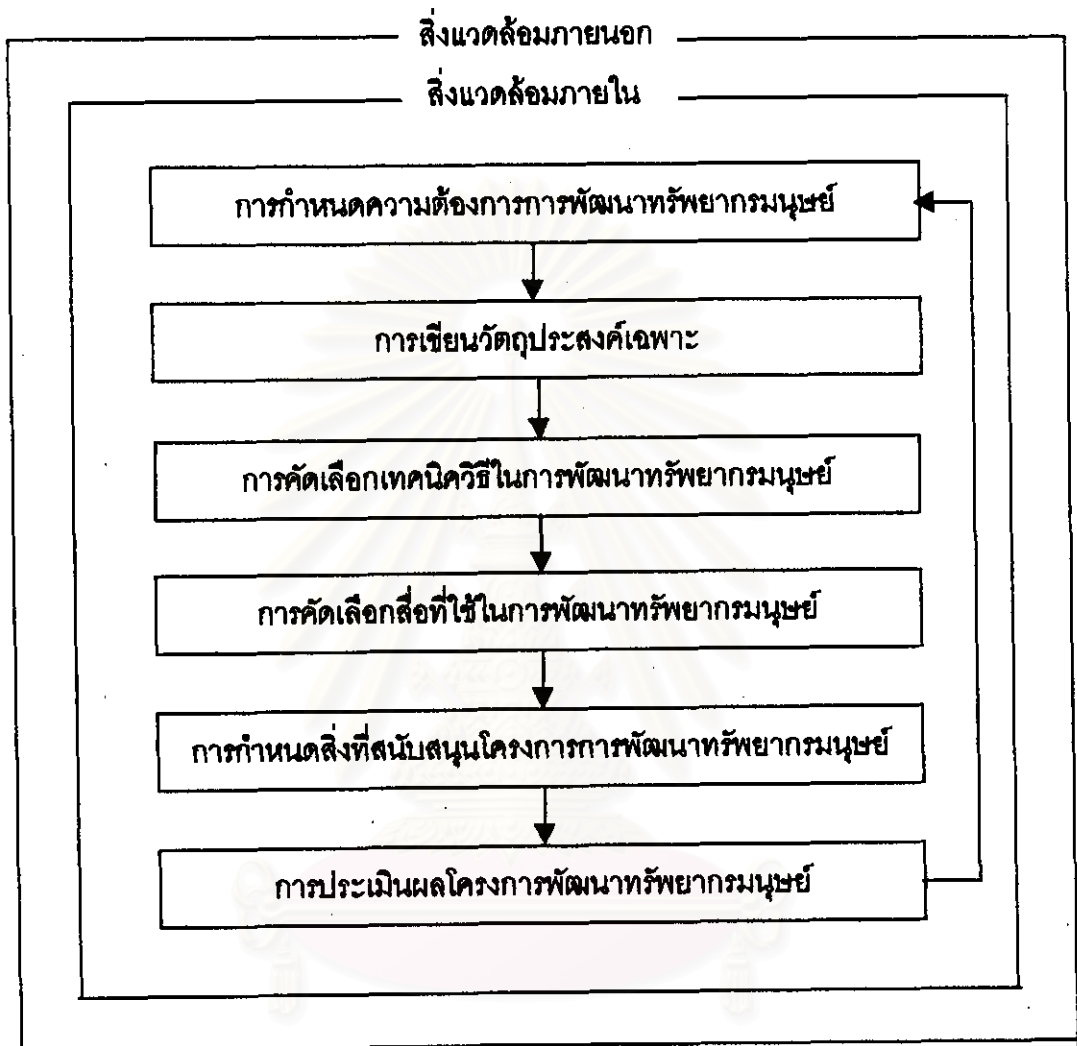 สิ่งแวดล้อมภายนอก
สิ่งแวดล้อมภายใน
การกำหนดความต้องการการพัฒนาทรัพยากรมนุษย์
การเขียนวัตถุประสงค์เฉพาะ
การคัดเลือกเทคนิควิธีในการพัฒนาทรัพยากรมนุษย์
การคัดเลือกสื่อที่ใช้ในการพัฒนาทรัพยากรมนุษย์
การกำหนดสิ่งที่สนับสนุนโครงการการพัฒนาทรัพยากรมนุษย์
การประเมินผลโครงการพัฒนาทรัพยากรมนุษย์